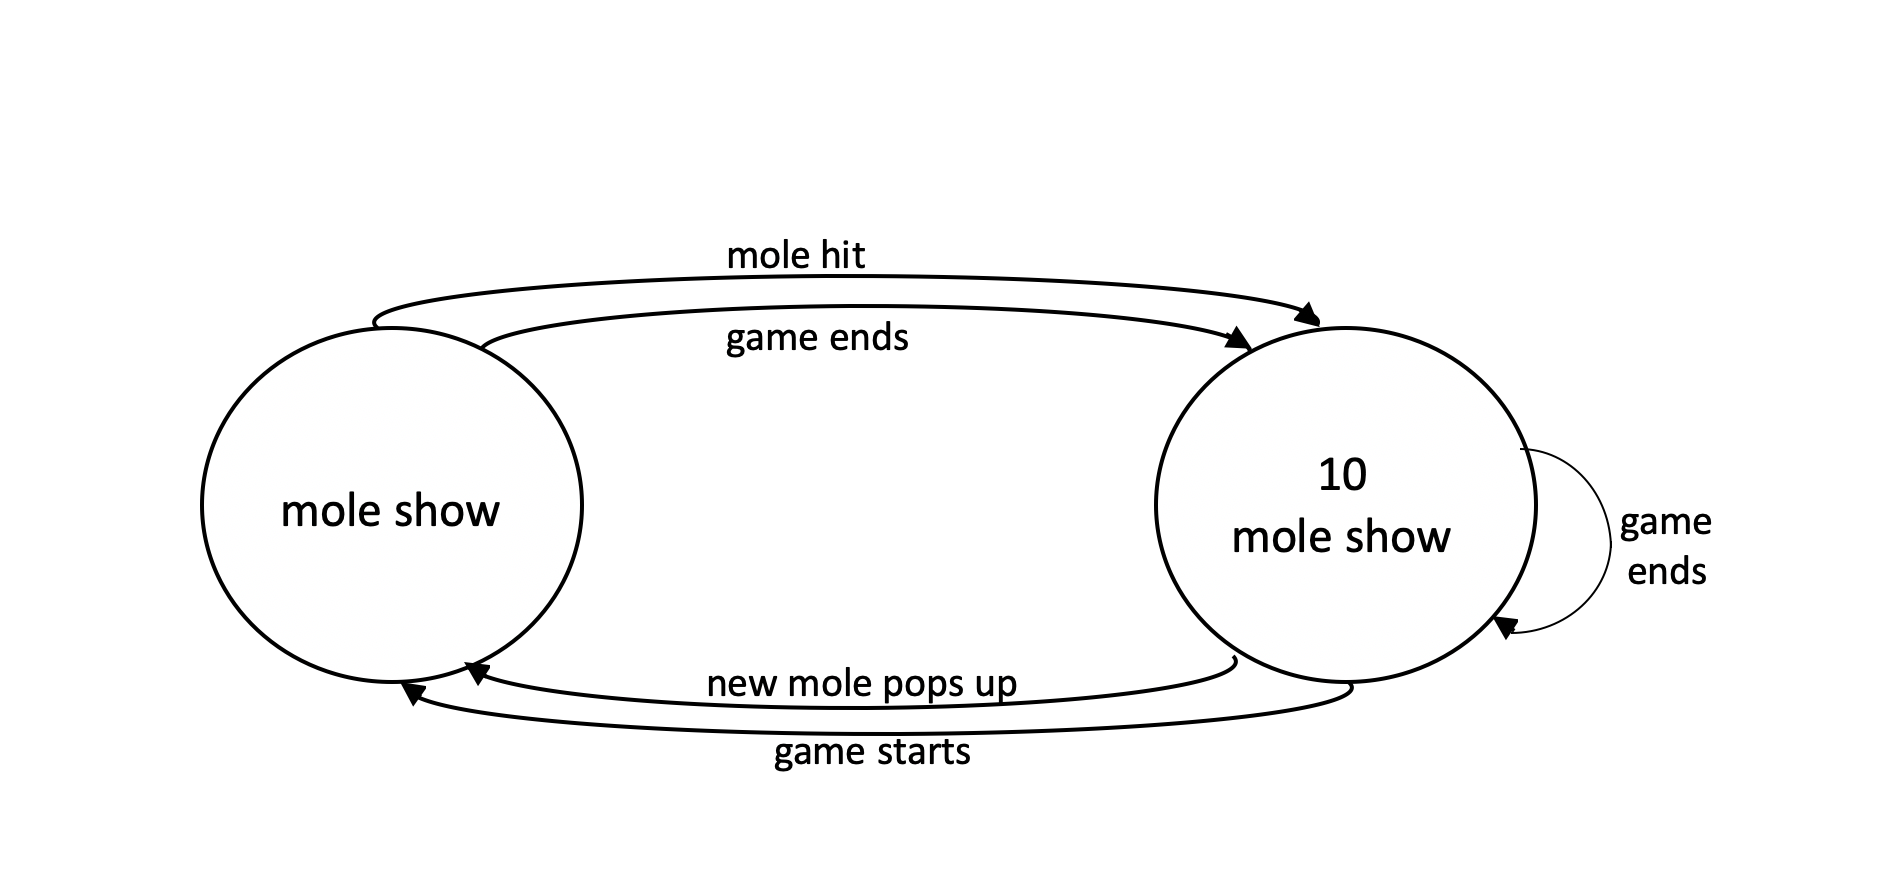 mole hit
game ends
mole show
10
mole show
game
ends
new mole pops up
game starts